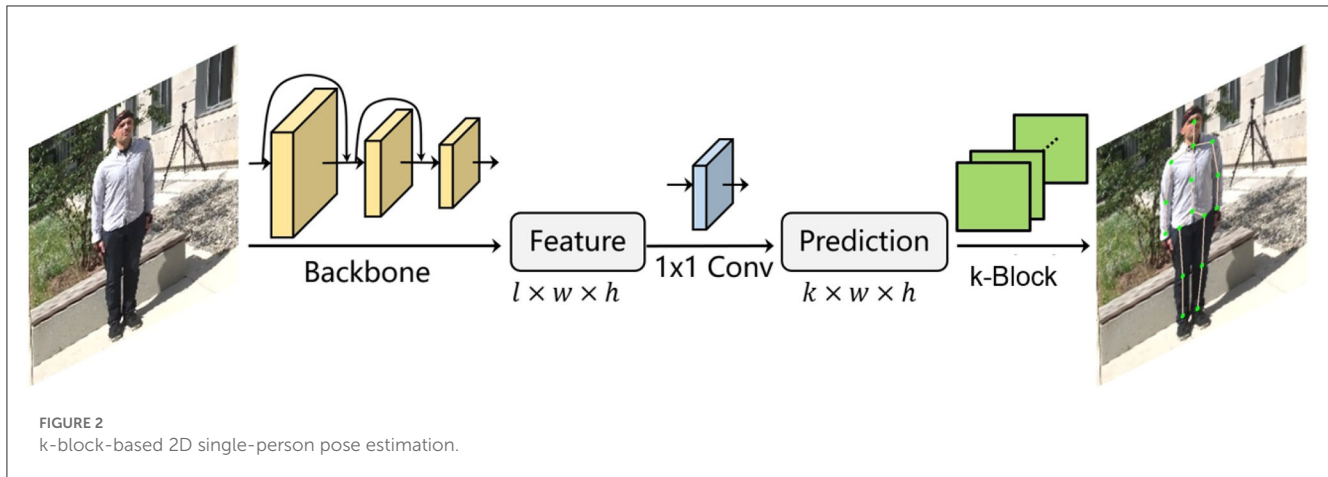 Backbone
Feature
l × w × h
1x1 Conv
Prediction
k × w × h
k-Block
FIGURE 2
k-block-based 2D single-person pose estimation.